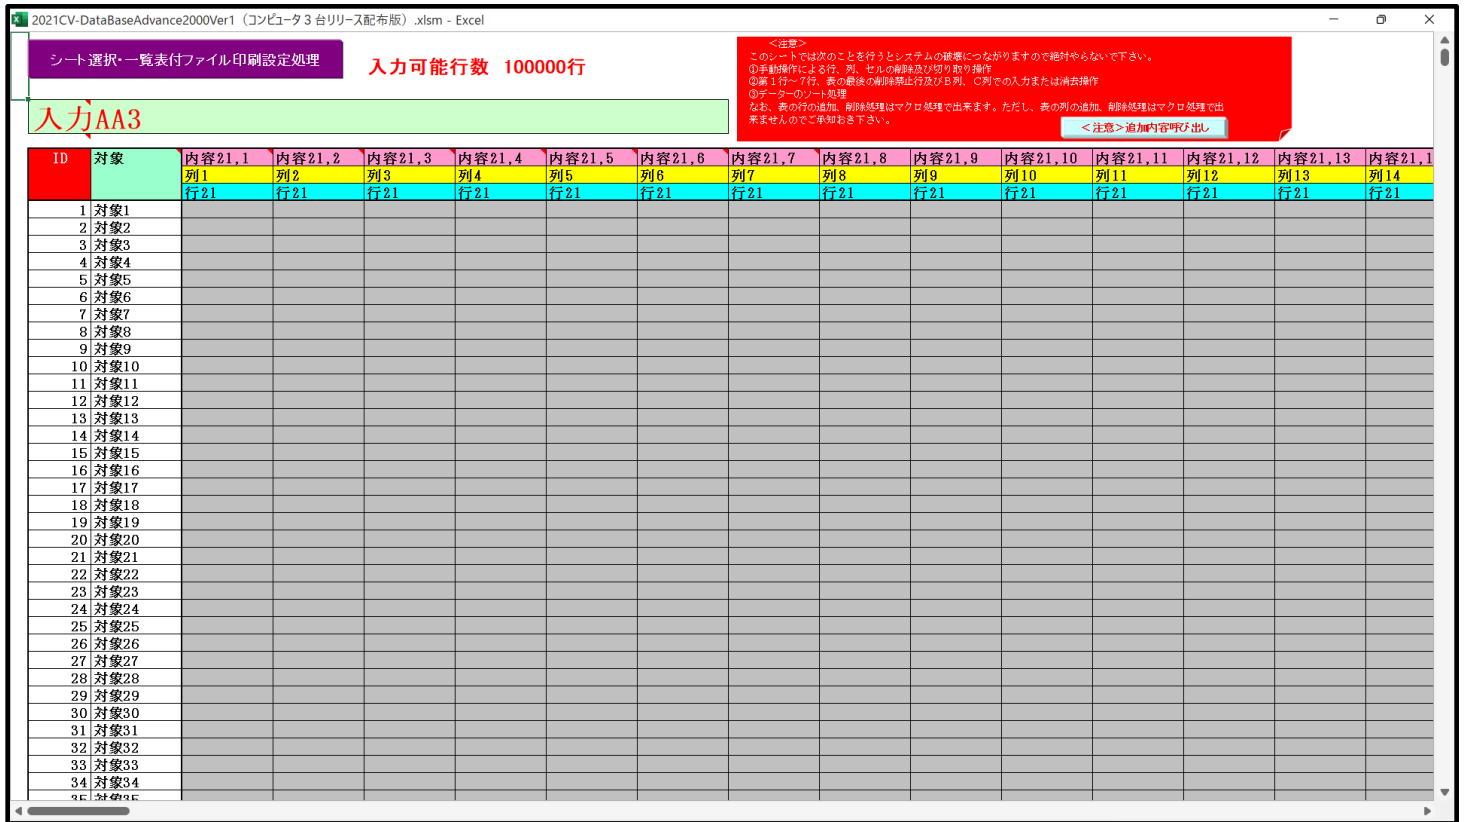 2021CV-DataBaseAdvance2000Ver1（コンピュータ３台リリース配布版）.xlsm - Excel
シート選択・一覧表付ファイル印刷設定処理
入力可能行数 100000行
＜注意＞
このシートでは次のことを行うとシステムの破壊につながりますので絶対やらないで下さい。
①手動操作による行、列、セルの削除及び切り取り操作
②第１行～７行、表の最後の削除禁止行及びＢ列、Ｃ列での入力または消去操作
③データーのソート処理
なお、表の行の追加、削除処理はマクロ処理で出来ます。ただし、表の列の追加、削除処理はマクロ処理で出
来ませんのでご承知おき下さい。
＜注意＞追加内容呼び出し
入力AA3
ID 対象 内容21,1 内容21,2 内容21,3 内容21,4 内容21,5 内容21,6 内容21,7 内容21,8 内容21,9 内容21,10 内容21,11 内容21,12 内容21,13 内容21,1
列1 列2 列3 列4 列5 列6 列7 列8 列9 列10 列11 列12 列13 列14
行21 行21 行21 行21 行21 行21 行21 行21 行21 行21 行21 行21 行21 行21
1 対象1
2 対象2
3 対象3
4 対象4
5 対象5
6 対象6
7 対象7
8 対象8
9 対象9
10 対象10
11 対象11
12 対象12
13 対象13
14 対象14
15 対象15
16 対象16
17 対象17
18 対象18
19 対象19
20 対象20
21 対象21
22 対象22
23 対象23
24 対象24
25 対象25
26 対象26
27 対象27
28 対象28
29 対象29
30 対象30
31 対象31
32 対象32
33 対象33
34 対象34
35 対象35